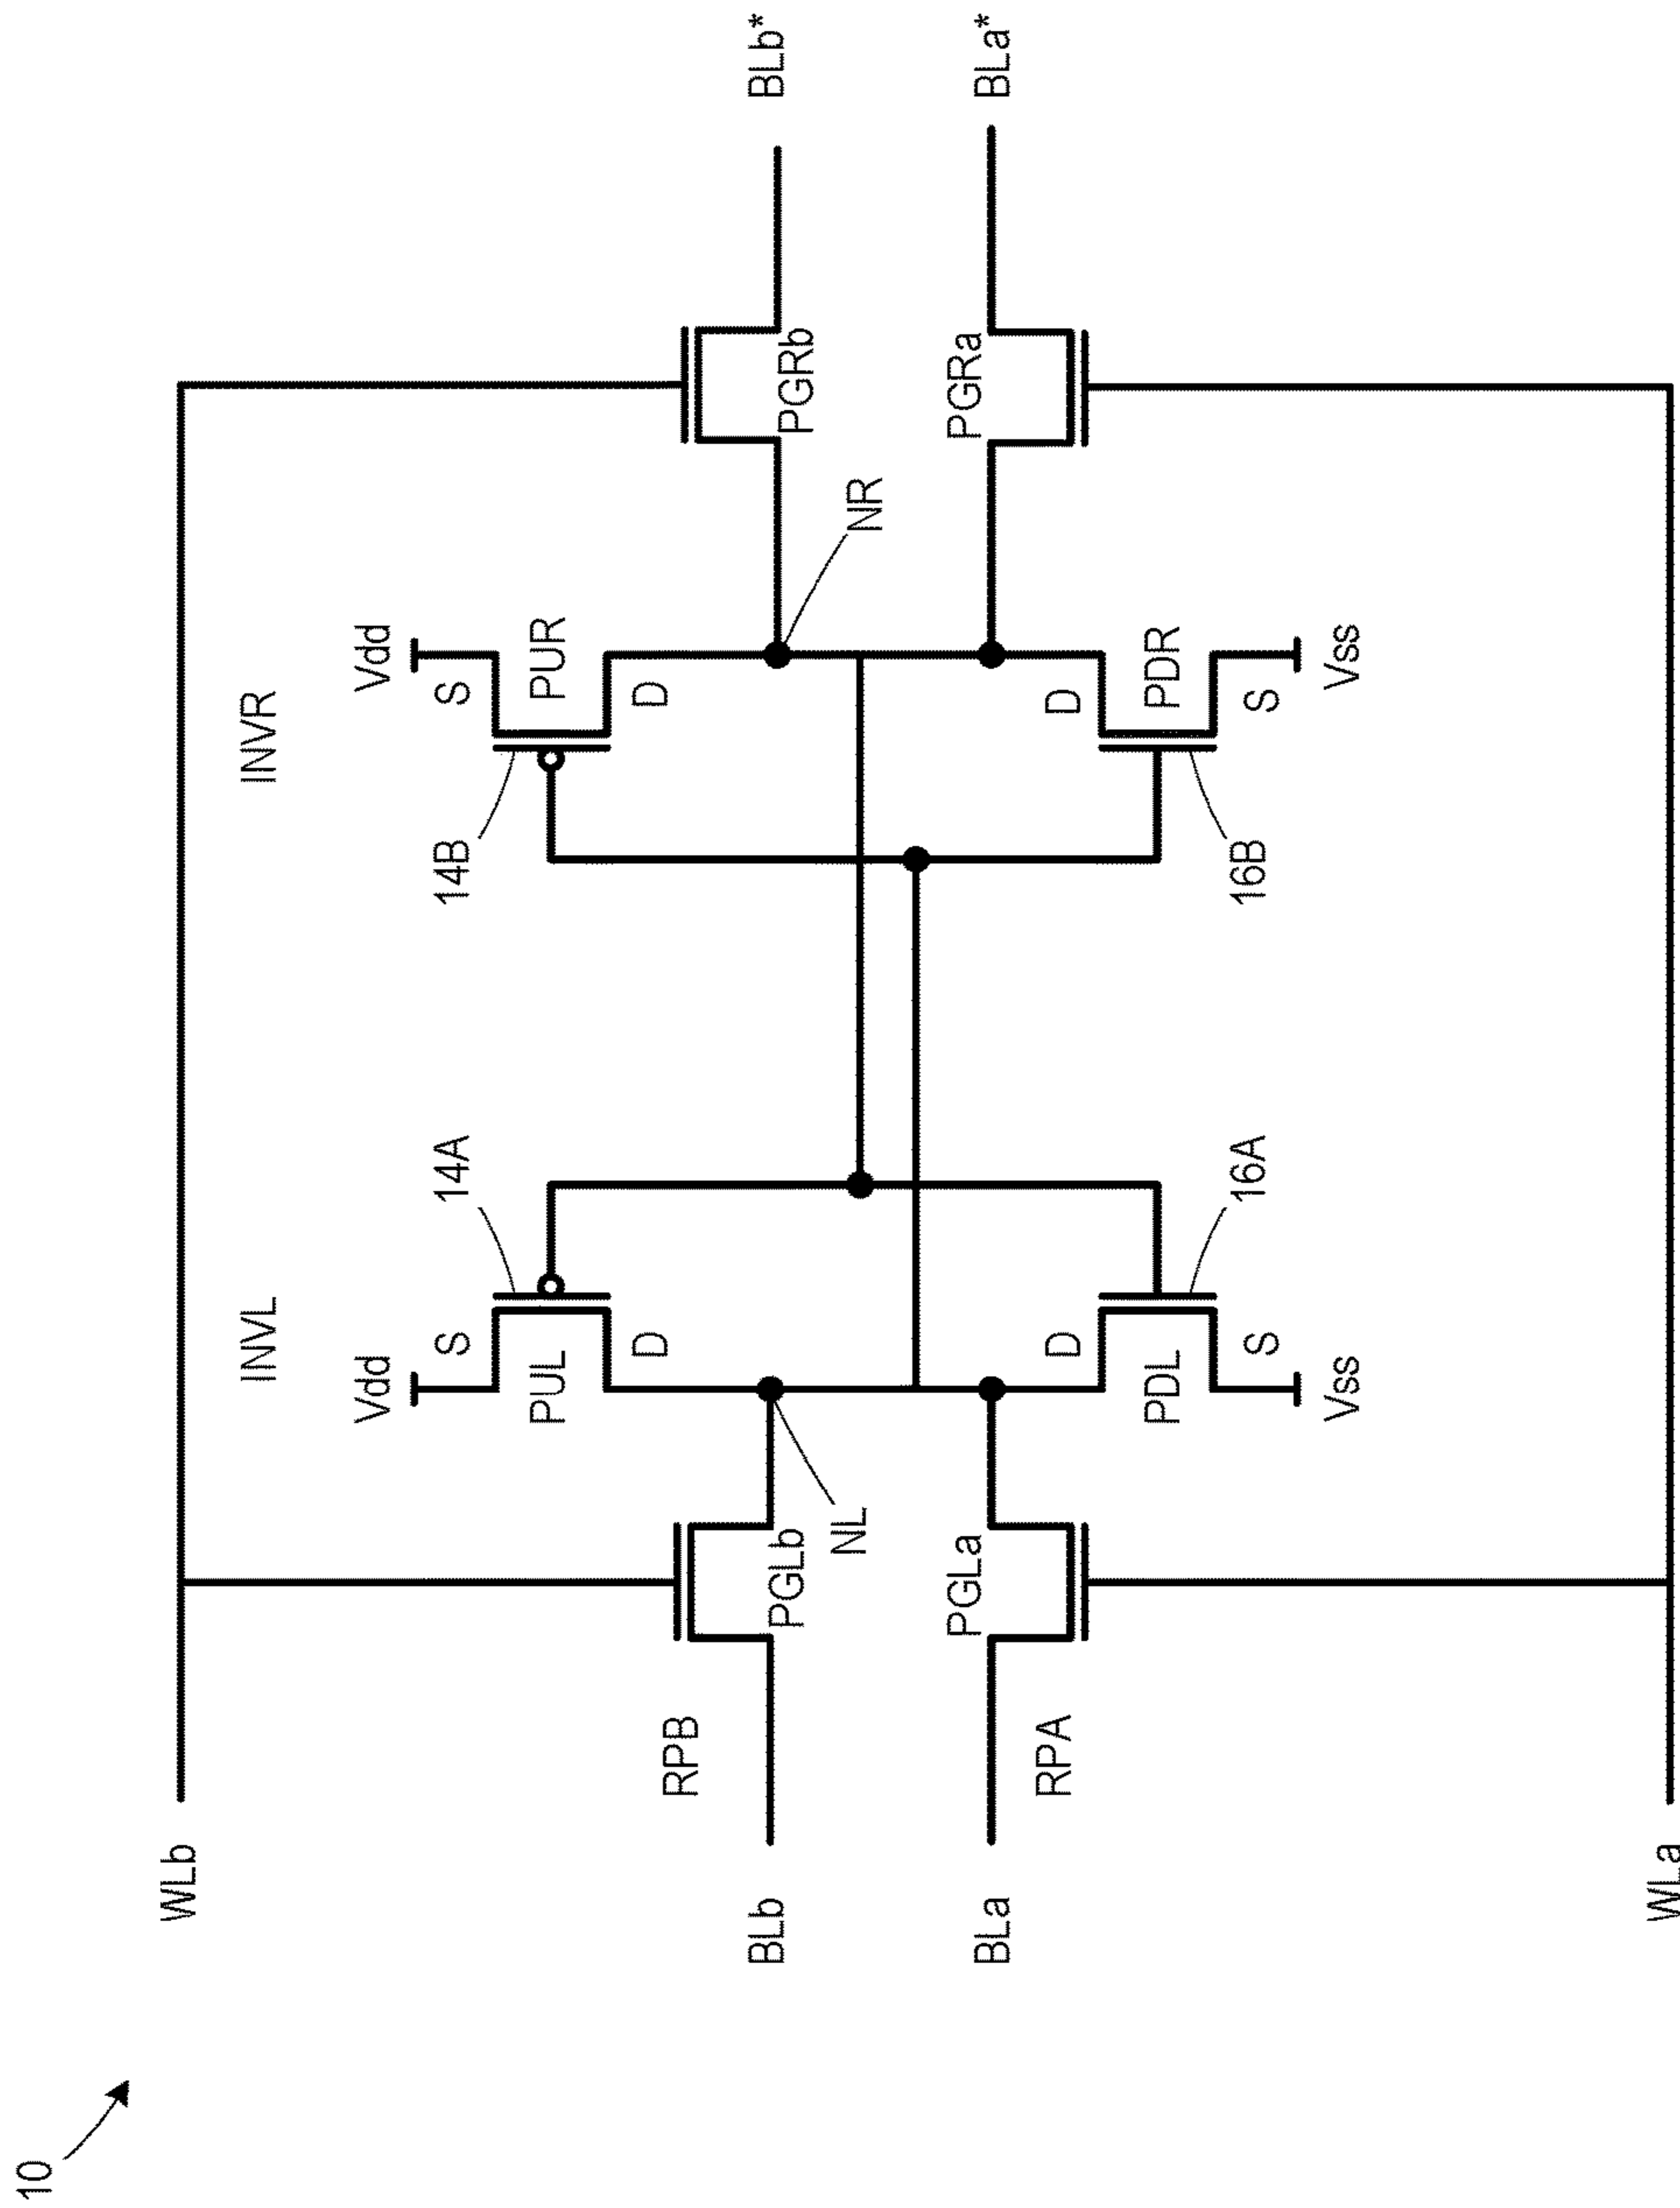 10
WLb
INVL
INVR
Vdd
Vdd
S
14A
14B
S
PUL
PUR
D
D
RPB
BLb
PGLb
PGRb
BLb*
NL
NR
BLa
PGLa
PGRa
BLa*
RPA
D
D
PDL
PDR
S
16A
16B
S
Vss
Vss
WLa